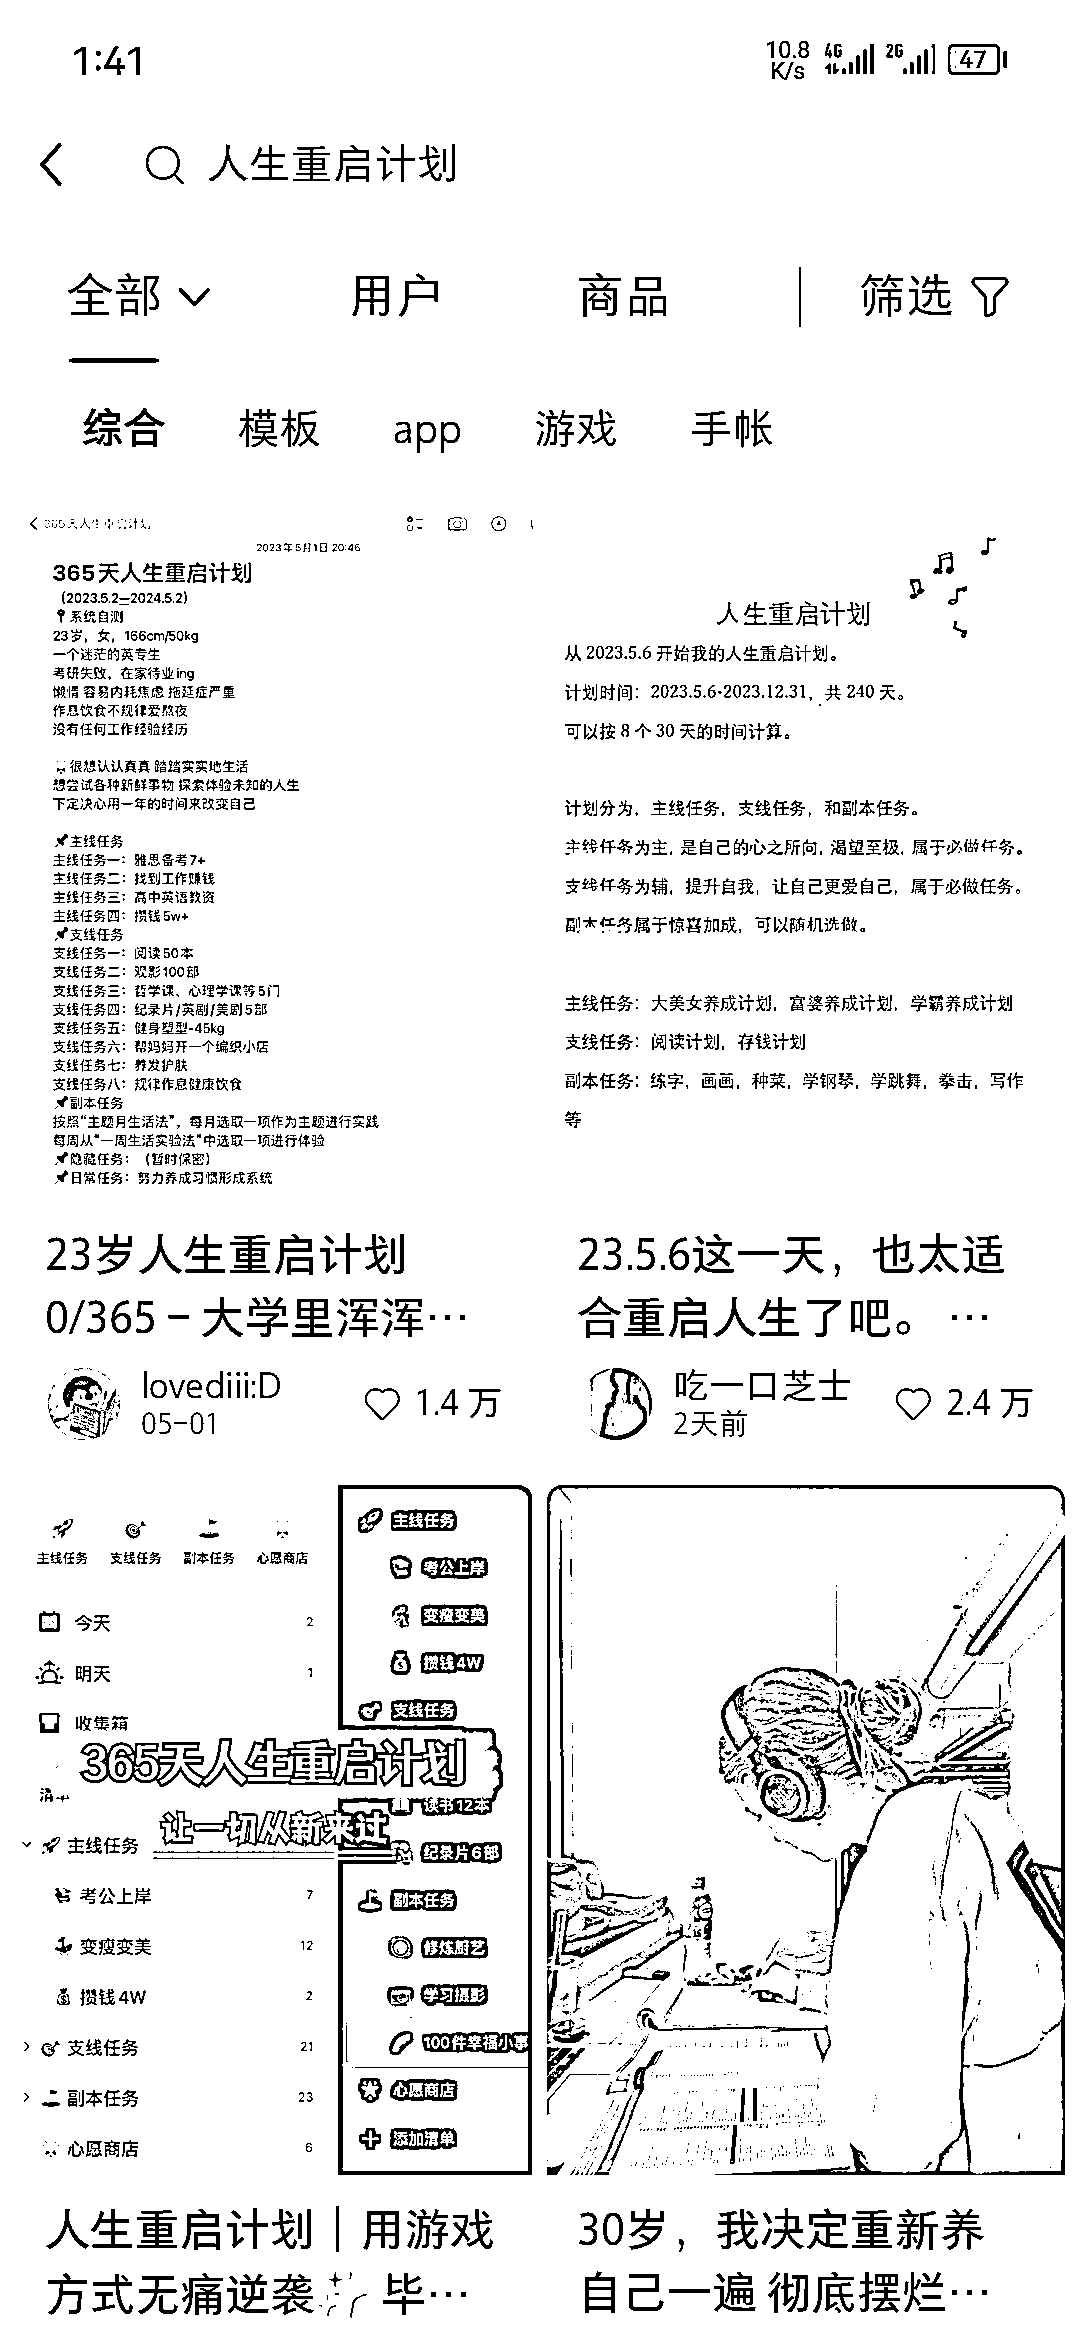 1:41
10.8 K/s 4G 2G 47
人生重启计划
全部 用户 商品 筛选
综合 模板 app 游戏 手帐
365天人生重启计划
2023年5月1日 20:46
365天人生重启计划
（2023.5.2—2024.5.2）
系统自测
23岁，女，166cm/50kg
一个迷茫的英专生
考研失败，在家待业ing
懒惰 容易内耗焦虑 拖延症严重
作息饮食不规律爱熬夜
没有任何工作经验经历
很想认认真真 踏踏实实地生活
想尝试各种新鲜事物 探索体验未知的人生
下定决心用一年的时间来改变自己
主线任务
主线任务一：雅思备考7+
主线任务二：找到工作赚钱
主线任务三：高中英语教资
主线任务四：攒钱5w+
支线任务
支线任务一：阅读50本
支线任务二：观影100部
支线任务三：哲学课、心理学课等5门
支线任务四：纪录片/英剧/美剧5部
支线任务五：健身塑型-45kg
支线任务六：帮妈妈开一个编织小店
支线任务七：养发护肤
支线任务八：规律作息健康饮食
副本任务
按照“主题月生活法”，每月选取一项作为主题进行实践
每周从“一周生活实验法”中选取一项进行体验
隐藏任务：（暂时保密）
日常任务：努力养成习惯形成系统
人生重启计划
从 2023.5.6 开始我的人生重启计划。
计划时间：2023.5.6-2023.12.31，共 240 天。
可以按 8 个 30 天的时间计算。
计划分为，主线任务，支线任务，和副本任务。
主线任务为主，是自己的心之所向，渴望至极，属于必做任务。
支线任务为辅，提升自我，让自己更爱自己，属于必做任务。
副本任务属于惊喜加成，可以随机选做。
主线任务：大美女养成计划，富婆养成计划，学霸养成计划
支线任务：阅读计划，存钱计划
副本任务：练字，画画，种菜，学钢琴，学跳舞，拳击，写作
等
23岁人生重启计划
0/365 – 大学里浑浑…
lovediii:D
05-01
1.4 万
23.5.6这一天，也太适
合重启人生了吧。 …
吃一口芝士
2天前
2.4 万
主线任务 支线任务 副本任务 心愿商店
今天 2
明天 1
收集箱
365天人生重启计划
让一切从新来过
主线任务
考公上岸 7
变瘦变美 12
攒钱4W 2
支线任务 21
副本任务 23
心愿商店 6
主线任务
考公上岸
变瘦变美
攒钱4W
支线任务
读书12本
纪录片6部
副本任务
修炼厨艺
学习摄影
100件幸福小事
心愿商店
添加清单
人生重启计划｜用游戏
方式无痛逆袭 毕…
30岁，我决定重新养
自己一遍 彻底摆烂…